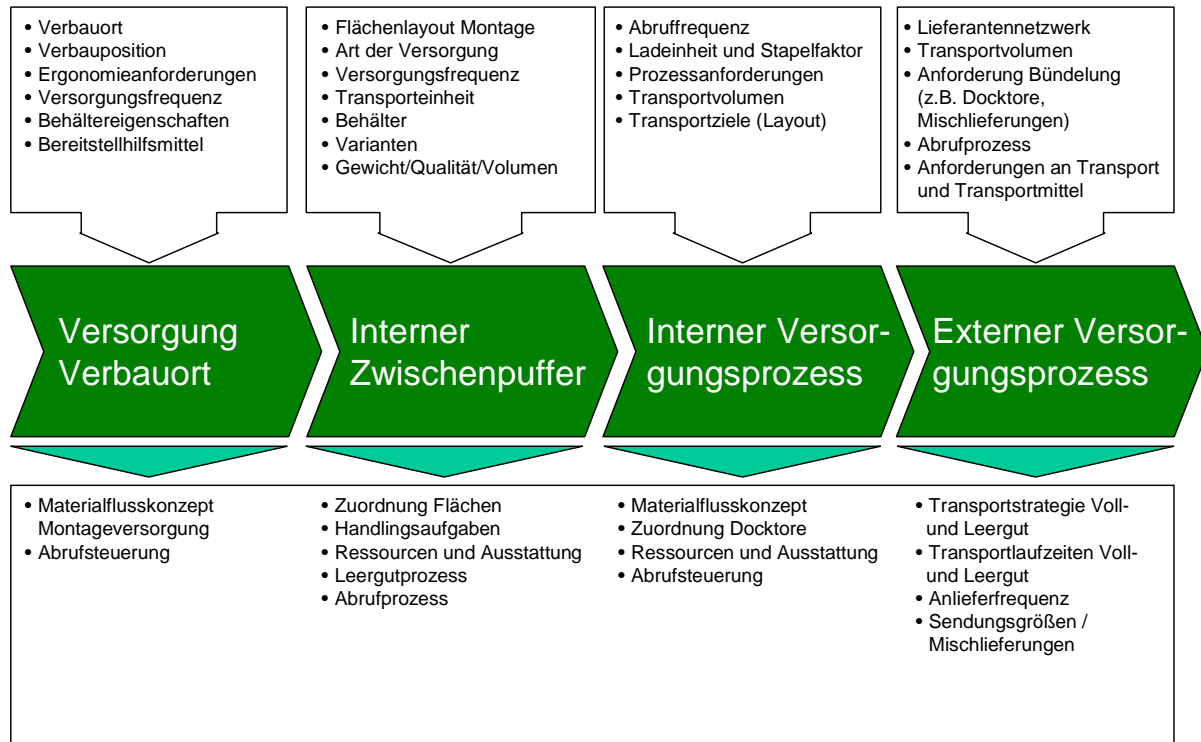 • Verbauort
• Verbauposition
• Ergonomieanforderungen
• Versorgungsfrequenz
• Behältereigenschaften
• Bereitstellhilfsmittel
• Flächenlayout Montage
• Art der Versorgung
• Versorgungsfrequenz
• Transporteinheit
• Behälter
• Varianten
• Gewicht/Qualität/Volumen
• Abruffrequenz
• Ladeinheit und Stapelfaktor
• Prozessanforderungen
• Transportvolumen
• Transportziele (Layout)
• Lieferantennetzwerk
• Transportvolumen
• Anforderung Bündelung
(z.B. Docktore,
Mischlieferungen)
• Abrufprozess
• Anforderungen an Transport
und Transportmittel
Versorgung
Verbauort
Interner
Zwischenpuffer
Interner Versor-
gungsprozess
Externer Versor-
gungsprozess
• Materialflusskonzept
Montageversorgung
• Abrufsteuerung
• Zuordnung Flächen
• Handlingsaufgaben
• Ressourcen und Ausstattung
• Leergutprozess
• Abrufprozess
• Materialflusskonzept
• Zuordnung Docktore
• Ressourcen und Ausstattung
• Abrufsteuerung
• Transportstrategie Voll-
und Leergut
• Transportlaufzeiten Voll-
und Leergut
• Anlieferfrequenz
• Sendungsgrößen /
Mischlieferungen